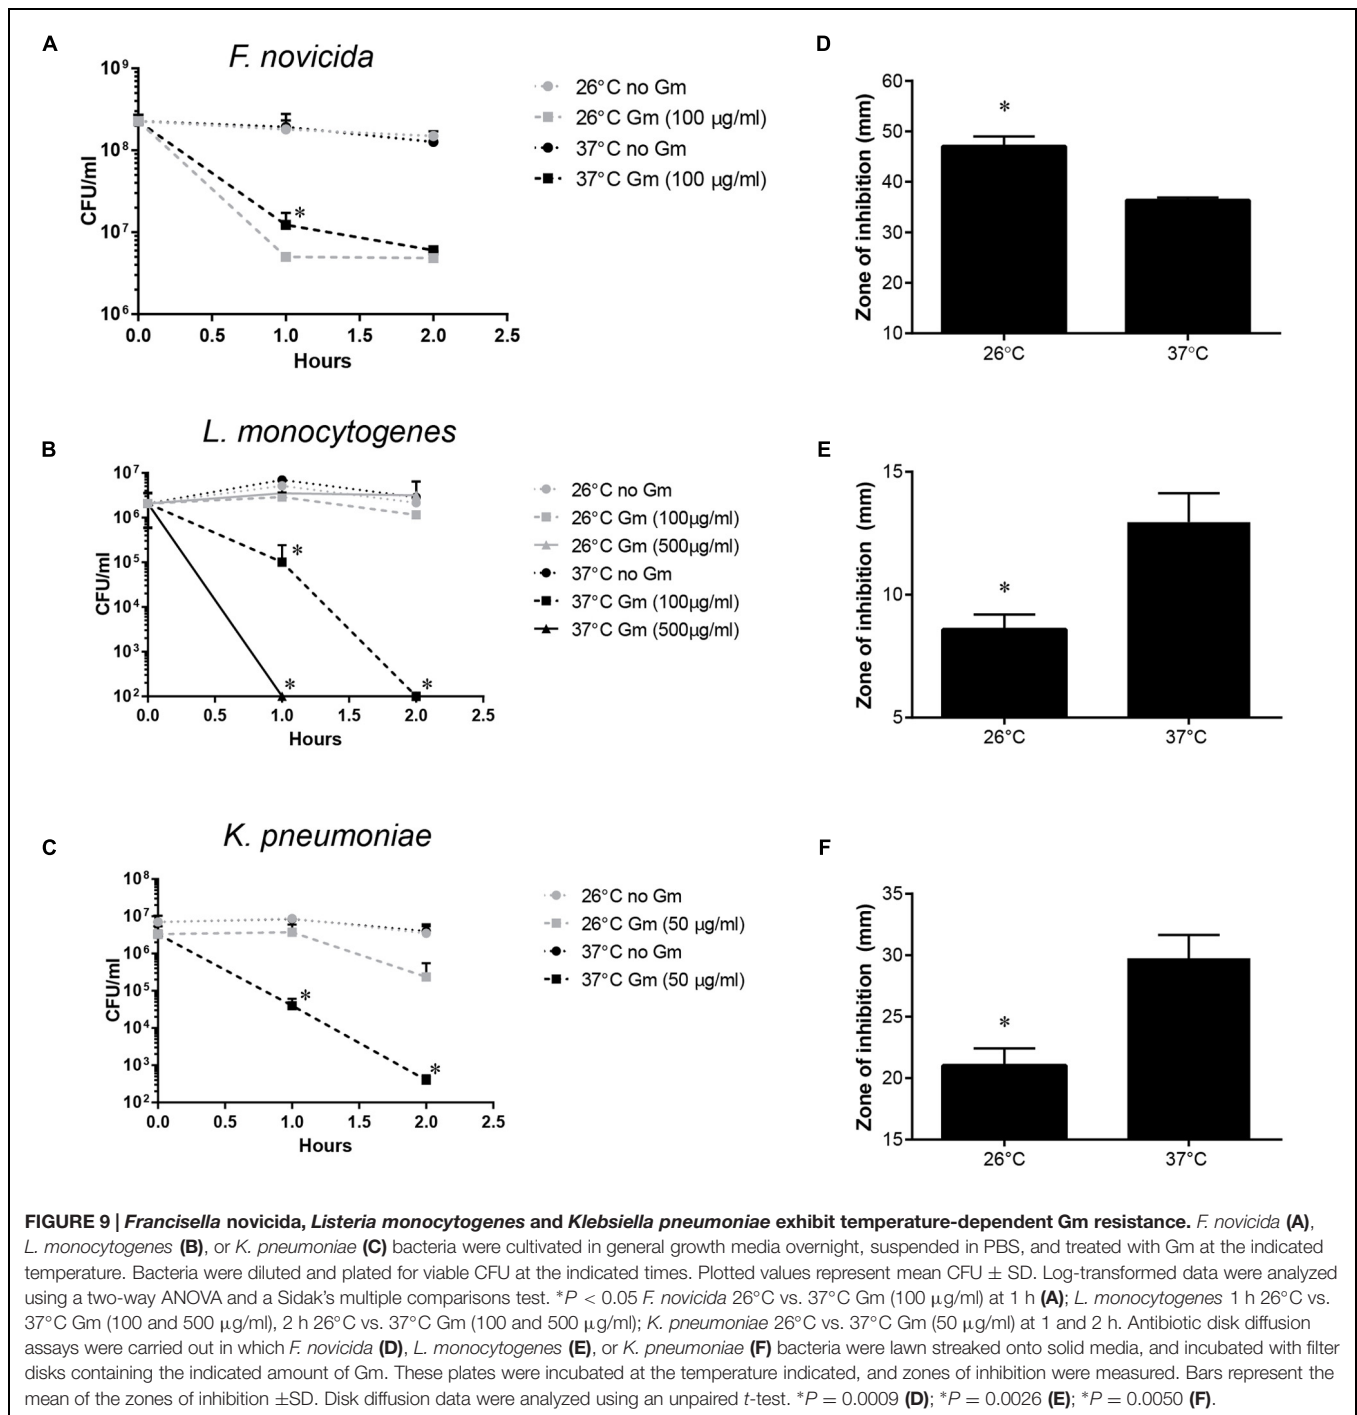 A
F. novicida
10⁹
10⁸
10⁷
10⁶
CFU/ml
0.0 0.5 1.0 1.5 2.0 2.5
Hours
*
26°C no Gm
26°C Gm (100 µg/ml)
37°C no Gm
37°C Gm (100 µg/ml)
D
60
50
40
30
20
10
Zone of inhibition (mm)
*
26°C 37°C
B
L. monocytogenes
10⁷
10⁶
10⁵
10⁴
10³
10²
CFU/ml
0.0 0.5 1.0 1.5 2.0 2.5
Hours
*
* *
26°C no Gm
26°C Gm (100µg/ml)
26°C Gm (500µg/ml)
37°C no Gm
37°C Gm (100µg/ml)
37°C Gm (500µg/ml)
E
15
10
5
Zone of inhibition (mm)
*
26°C 37°C
C
K. pneumoniae
10⁸
10⁷
10⁶
10⁵
10⁴
10³
10²
CFU/ml
0.0 0.5 1.0 1.5 2.0 2.5
Hours
*
*
26°C no Gm
26°C Gm (50 µg/ml)
37°C no Gm
37°C Gm (50 µg/ml)
F
35
30
25
20
15
Zone of inhibition (mm)
*
26°C 37°C
FIGURE 9 | Francisella novicida, Listeria monocytogenes and Klebsiella pneumoniae exhibit temperature-dependent Gm resistance. F. novicida (A),
L. monocytogenes (B), or K. pneumoniae (C) bacteria were cultivated in general growth media overnight, suspended in PBS, and treated with Gm at the indicated
temperature. Bacteria were diluted and plated for viable CFU at the indicated times. Plotted values represent mean CFU ± SD. Log-transformed data were analyzed
using a two-way ANOVA and a Sidak's multiple comparisons test. *P < 0.05 F. novicida 26°C vs. 37°C Gm (100 µg/ml) at 1 h (A); L. monocytogenes 1 h 26°C vs.
37°C Gm (100 and 500 µg/ml), 2 h 26°C vs. 37°C Gm (100 and 500 µg/ml); K. pneumoniae 26°C vs. 37°C Gm (50 µg/ml) at 1 and 2 h. Antibiotic disk diffusion
assays were carried out in which F. novicida (D), L. monocytogenes (E), or K. pneumoniae (F) bacteria were lawn streaked onto solid media, and incubated with filter
disks containing the indicated amount of Gm. These plates were incubated at the temperature indicated, and zones of inhibition were measured. Bars represent the
mean of the zones of inhibition ±SD. Disk diffusion data were analyzed using an unpaired t-test. *P = 0.0009 (D); *P = 0.0026 (E); *P = 0.0050 (F).